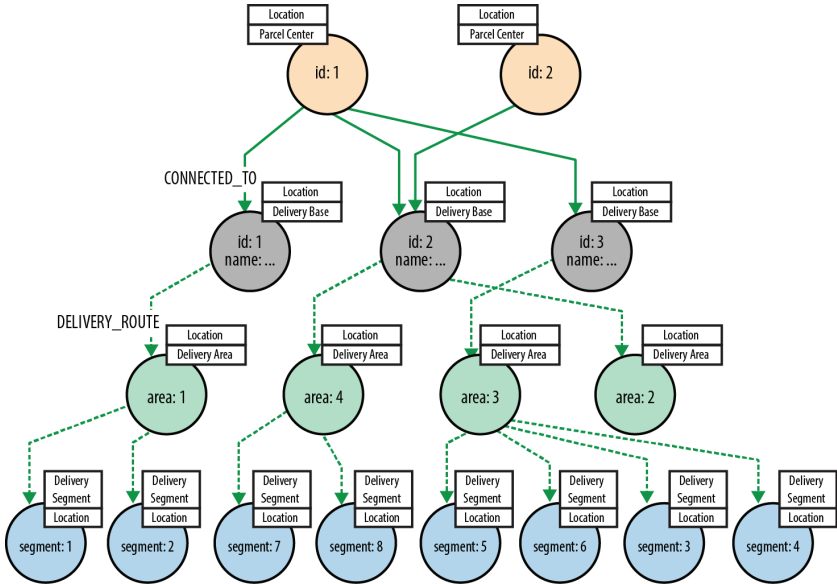 Location
Parcel Center
id: 1
Location
Parcel Center
id: 2
CONNECTED_TO
Location
Delivery Base
id: 1
name: ...
Location
Delivery Base
id: 2
name: ...
Location
Delivery Base
id: 3
name: ...
DELIVERY_ROUTE
Location
Delivery Area
area: 1
Location
Delivery Area
area: 4
Location
Delivery Area
area: 3
Location
Delivery Area
area: 2
Delivery
Segment
Location
segment: 1
Delivery
Segment
Location
segment: 2
Delivery
Segment
Location
segment: 7
Delivery
Segment
Location
segment: 8
Delivery
Segment
Location
segment: 5
Delivery
Segment
Location
segment: 6
Delivery
Segment
Location
segment: 3
Delivery
Segment
Location
segment: 4